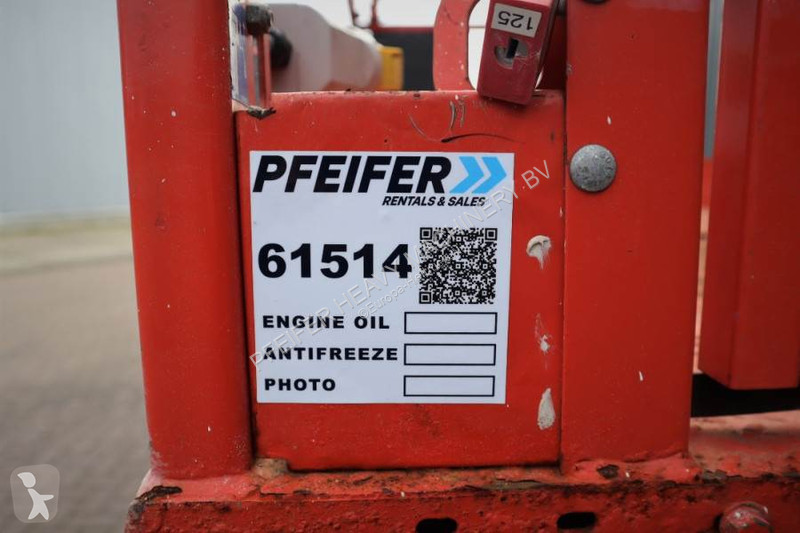 125
PFEIFER
RENTALS & SALES
61514
ENGINE OIL
ANTIFREEZE
PHOTO
PFEIFER HEAVY MACHINERY BV